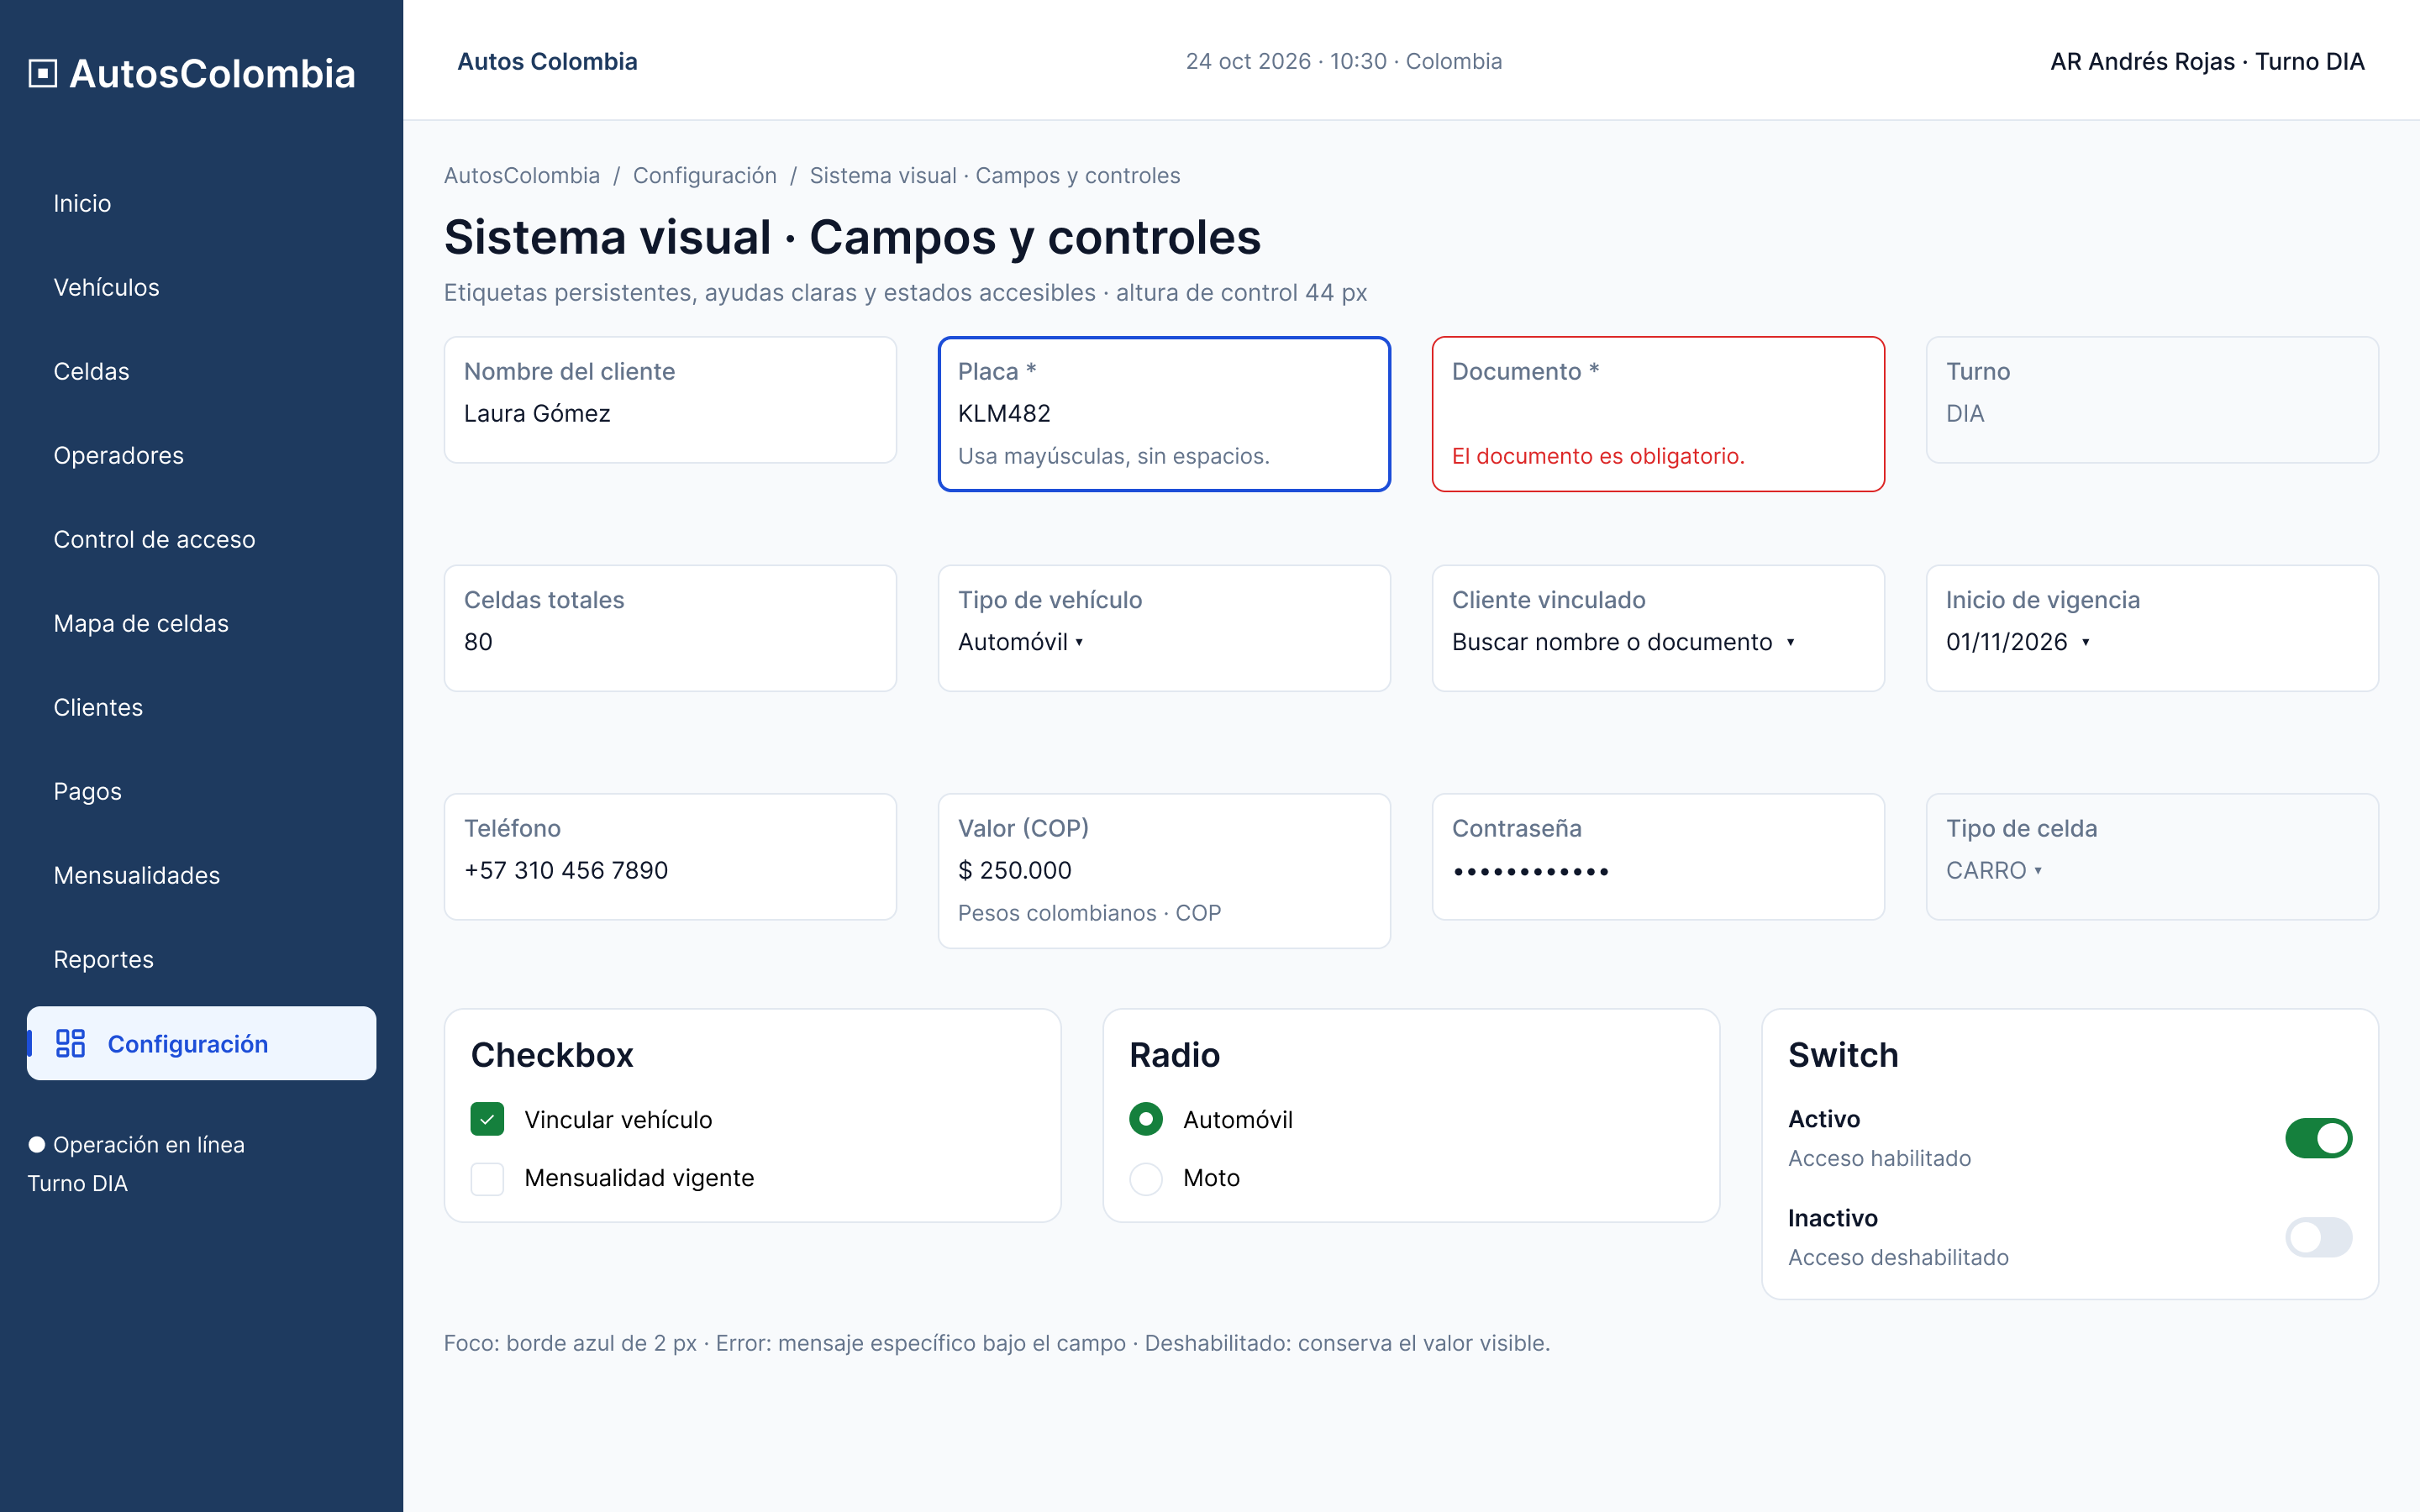 AutosColombia
Inicio
Vehículos
Celdas
Operadores
Control de acceso
Mapa de celdas
Clientes
Pagos
Mensualidades
Reportes
Configuración
Operación en línea
Turno DIA
Autos Colombia
24 oct 2026 · 10:30 · Colombia
AR Andrés Rojas · Turno DIA
AutosColombia / Configuración / Sistema visual · Campos y controles
Sistema visual · Campos y controles
Etiquetas persistentes, ayudas claras y estados accesibles · altura de control 44 px
Nombre del cliente
Laura Gómez
Placa *
KLM482
Usa mayúsculas, sin espacios.
Documento *
El documento es obligatorio.
Turno
DIA
Celdas totales
80
Tipo de vehículo
Automóvil ▾
Cliente vinculado
Buscar nombre o documento ▾
Inicio de vigencia
01/11/2026 ▾
Teléfono
+57 310 456 7890
Valor (COP)
$ 250.000
Pesos colombianos · COP
Contraseña
••••••••••••
Tipo de celda
CARRO ▾
Checkbox
Vincular vehículo
Mensualidad vigente
Radio
Automóvil
Moto
Switch
Activo
Acceso habilitado
Inactivo
Acceso deshabilitado
Foco: borde azul de 2 px · Error: mensaje específico bajo el campo · Deshabilitado: conserva el valor visible.